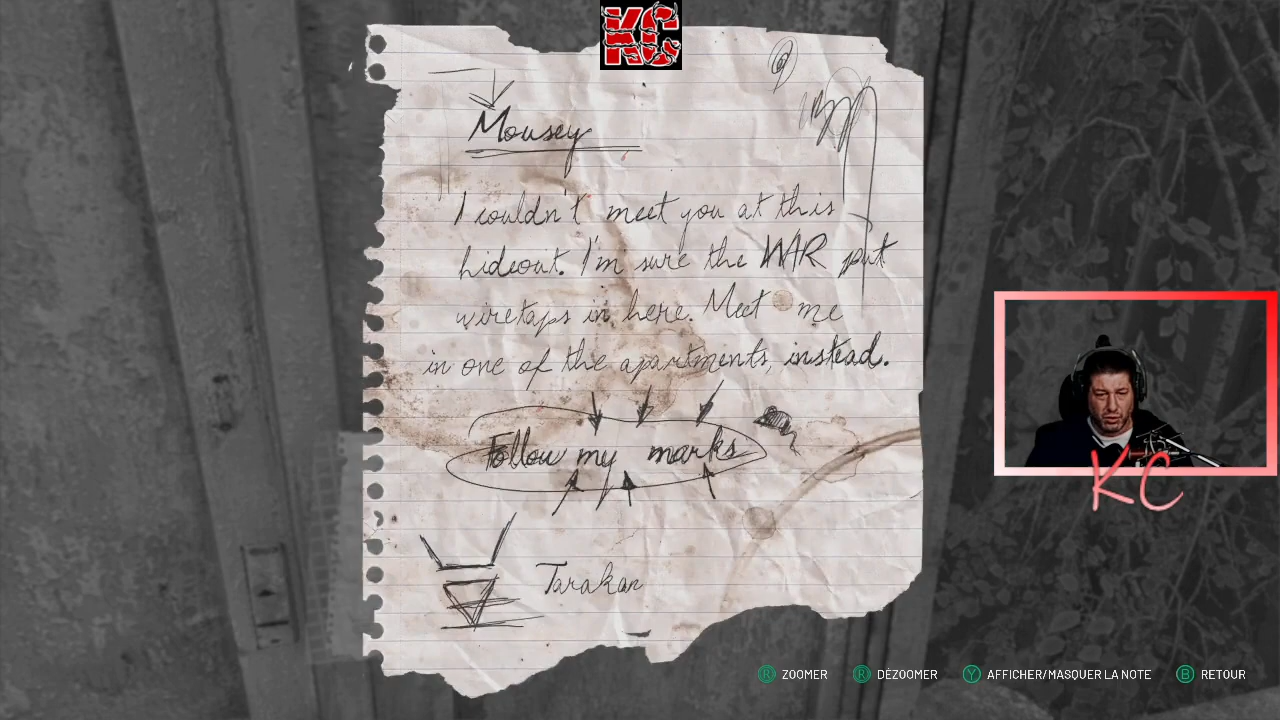 KC
Mousey
I couldn't meet you at this
hideout. I'm sure the WAR put
wiretaps in here. Meet me
in one of the apartments, instead.
Follow my marks
Tarakan
KC
R ZOOMER R DÉZOOMER Y AFFICHER/MASQUER LA NOTE B RETOUR